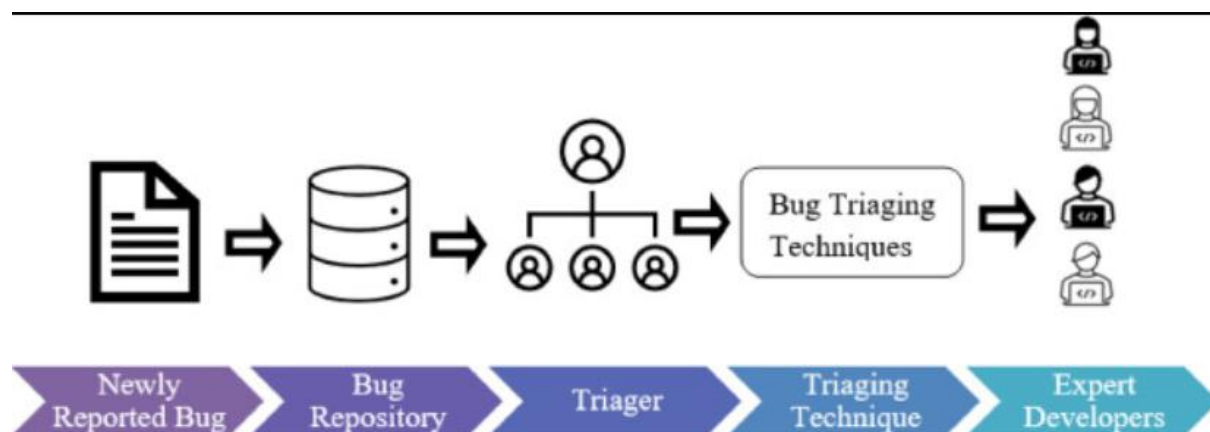 Bug Triaging
Techniques
Newly
Reported Bug
Bug
Repository
Triager
Triaging
Technique
Expert
Developers